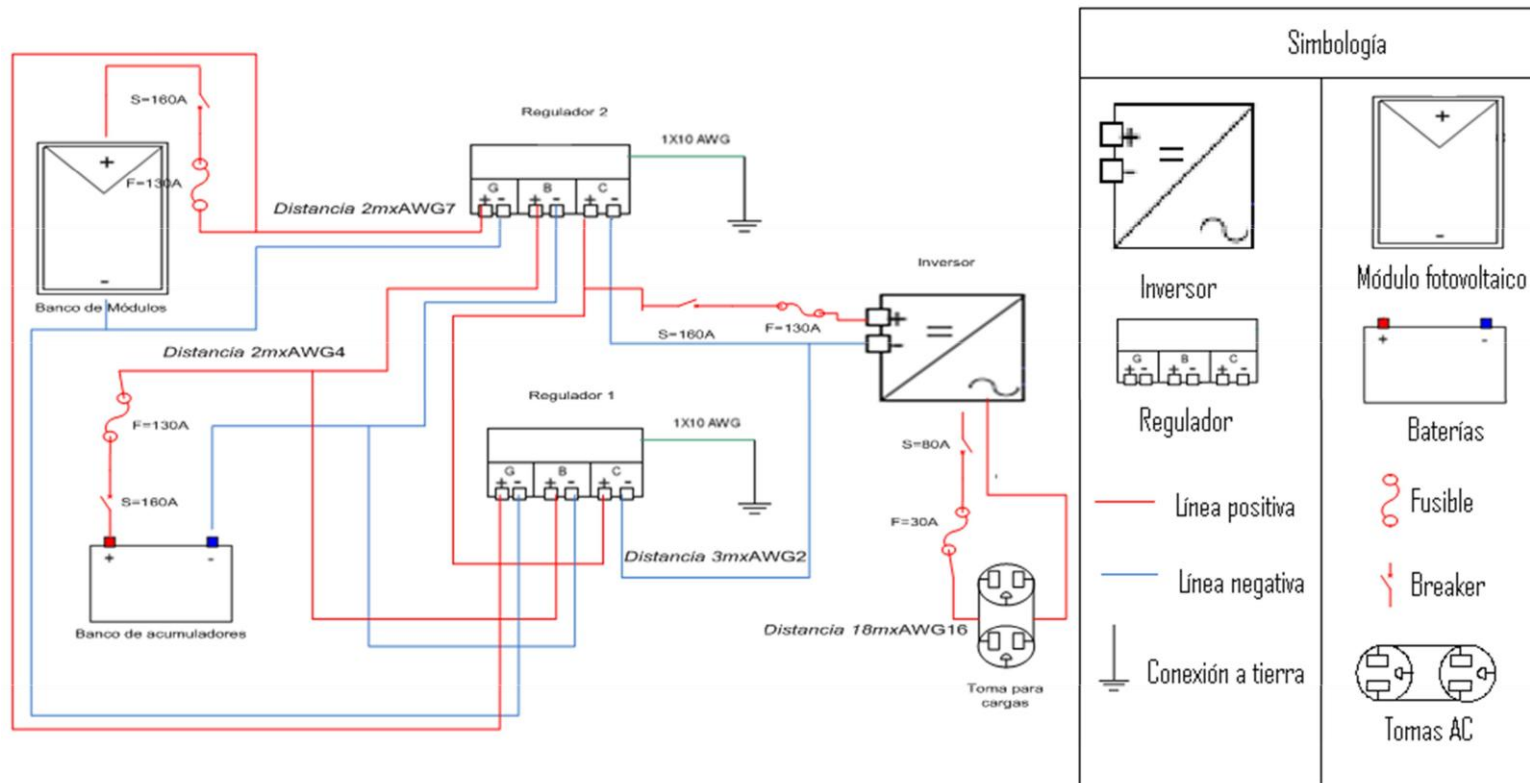 S=160A
F=130A
+
-
Banco de Módulos
Distancia 2mxAWG7
Regulador 2
G B C
+ - + - + -
1X10 AWG
Distancia 2mxAWG4
F=130A
S=160A
+ -
Banco de acumuladores
S=160A
F=130A
Inversor
+
-
=
Regulador 1
G B C
+ - + - + -
1X10 AWG
Distancia 3mxAWG2
S=80A
F=30A
Distancia 18mxAWG16
Toma para
cargas
Simbología
+
-
=
Inversor
G B C
+ - + - + -
Regulador
Línea positiva
Línea negativa
Conexión a tierra
+
-
Módulo fotovoltaico
+ -
Baterías
Fusible
Breaker
Tomas AC